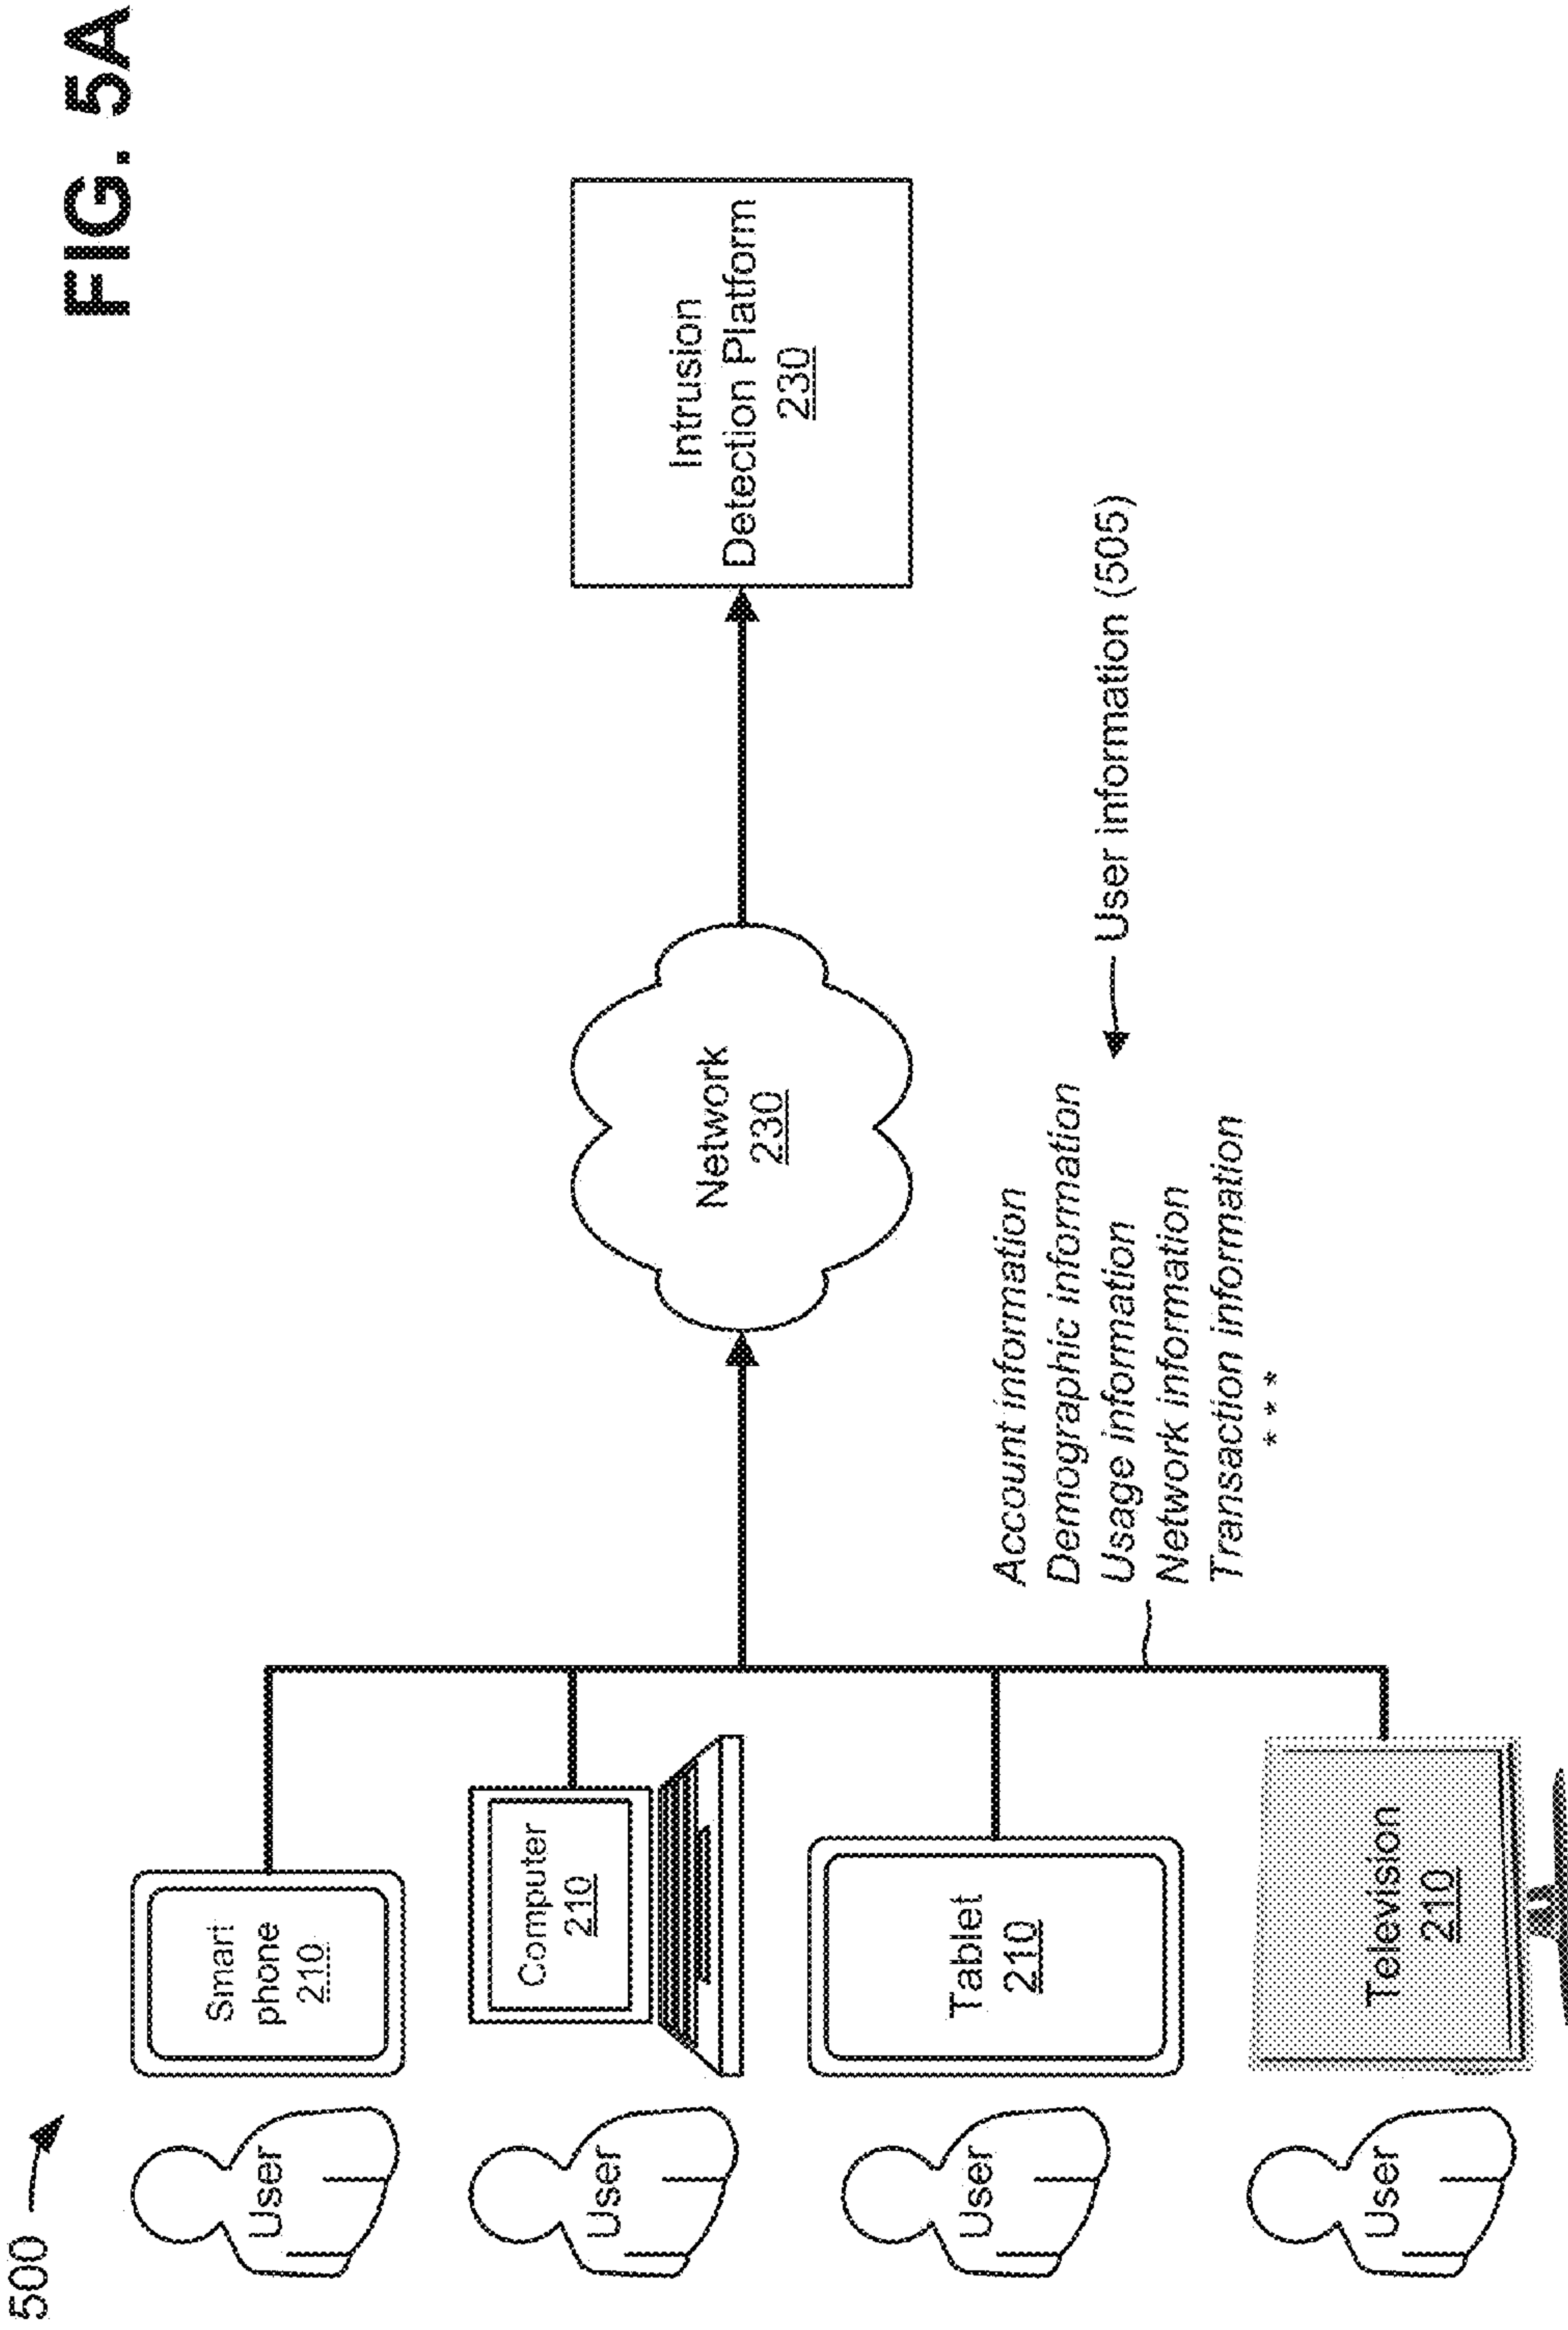 FIG. 5A
500
User
Smart
phone
210
User
Computer
210
User
Tablet
210
User
Television
210
Network
230
Intrusion
Detection Platform
230
Account information
Demographic information
Usage information
Network information
Transaction information
* * *
User information (505)